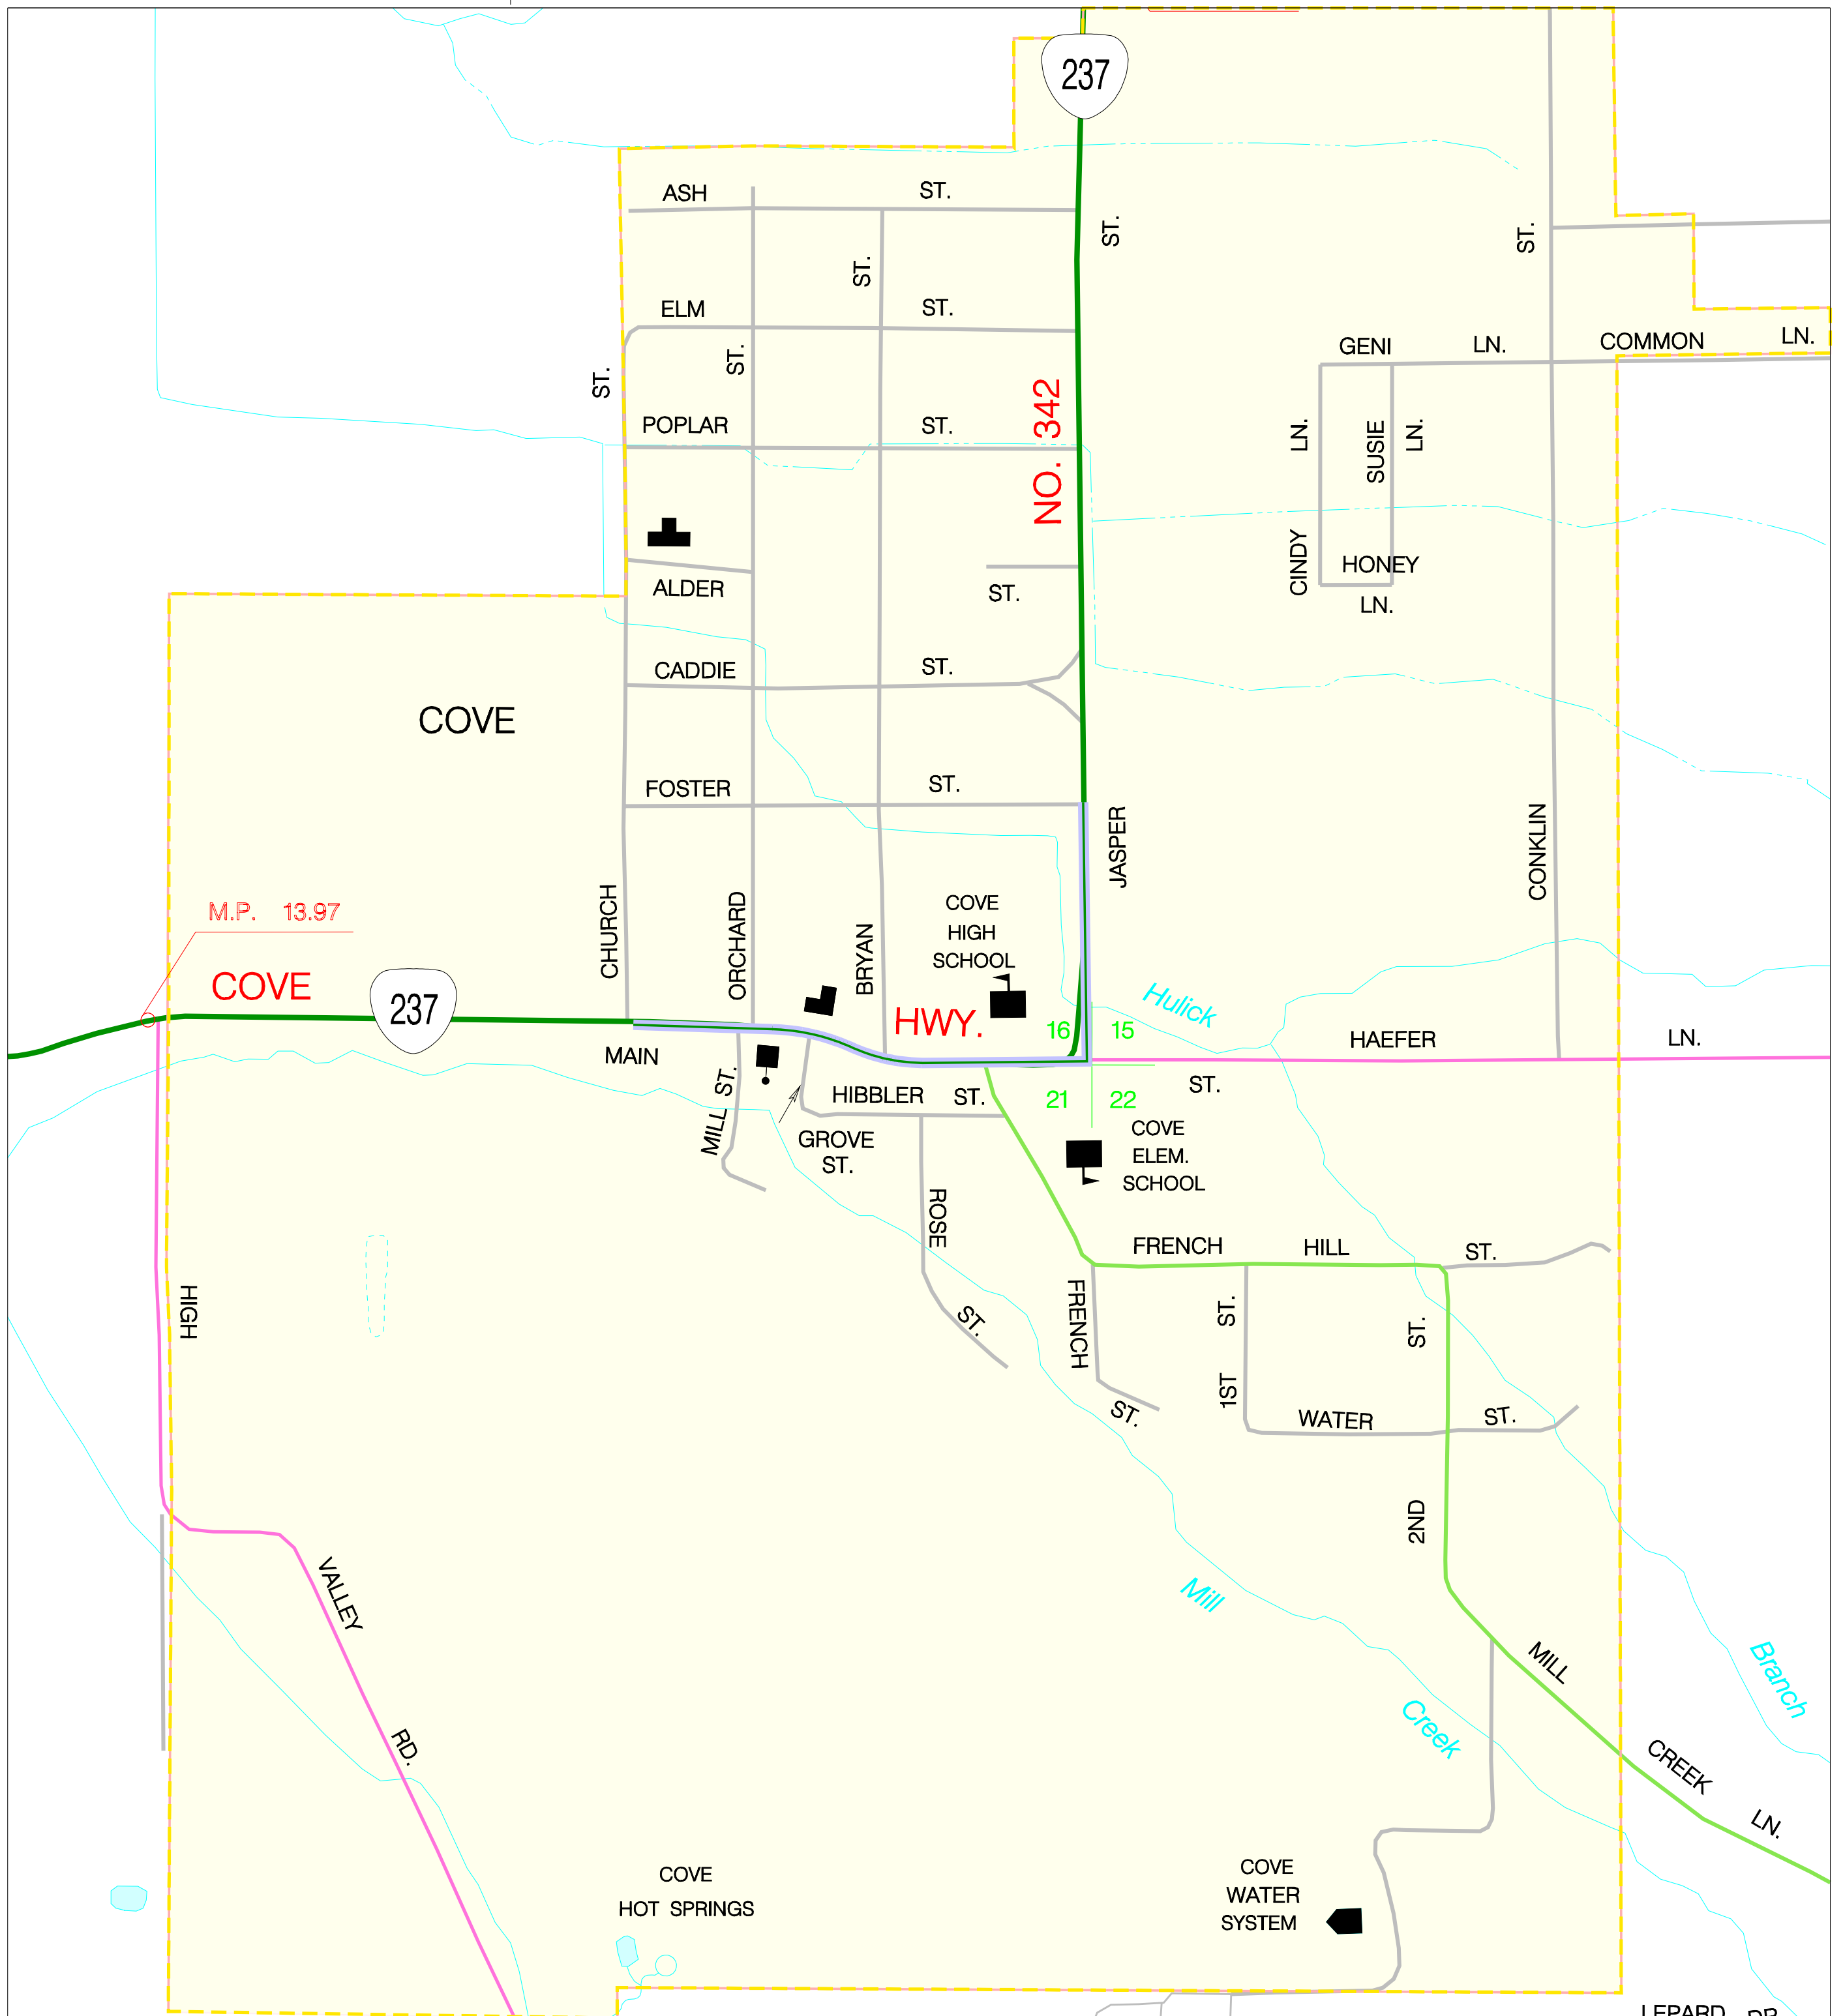 237
ASH ST.
ST.
ST.
ST.
ELM ST.
ST.
ST.
GENI LN.
COMMON LN.
NO. 342
POPLAR ST.
LN.
SUSIE
LN.
CINDY
HONEY
LN.
ALDER
ST.
CADDIE ST.
COVE
FOSTER ST.
JASPER
CONKLIN
CHURCH
ORCHARD
BRYAN
COVE
HIGH
SCHOOL
M.P. 13.97
COVE
237
HWY.
Hulick
16 15
HAEFER LN.
MAIN
ST.
21 22
MILL ST.
HIBBLER ST.
GROVE
ST.
COVE
ELEM.
SCHOOL
ROSE
ST.
FRENCH HILL ST.
HIGH
FRENCH
ST.
1ST
ST.
ST.
WATER ST.
2ND
VALLEY
RD.
Mill
Creek
MILL
CREEK
LN.
Branch
COVE
HOT SPRINGS
COVE
WATER
SYSTEM
LEPARD DR.